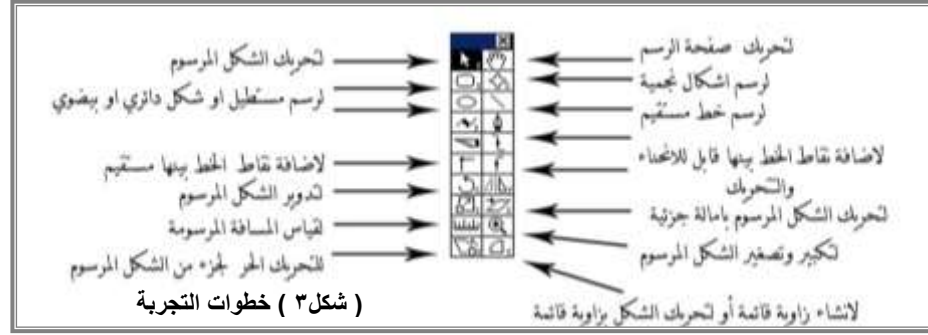 لتحريك صفحة الرسم
لرسم اشكال نجمية
لرسم خط مستقيم
لاضافة نقاط الخط بينها قابل للانحناء
والتحريك
لتحريك الشكل المرسوم بامالة جزئية
لتكبير وتصغير الشكل المرسوم
لانشاء زاوية قائمة أو لتحريك الشكل بزاوية قائمة
لتحريك الشكل المرسوم
لرسم مستطيل او شكل دائري او بيضوي
لاضافة نقاط الخط بينها مستقيم
لتدوير الشكل المرسوم
لقياس المسافة المرسومة
للتحريك الحر لجزء من الشكل المرسوم
( شكل٣ ) خطوات التجربة